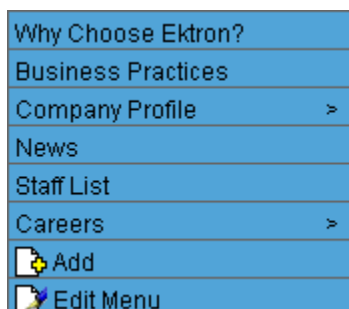 Why Choose Ektron?
Business Practices
Company Profile >
News
Staff List
Careers >
Add
Edit Menu